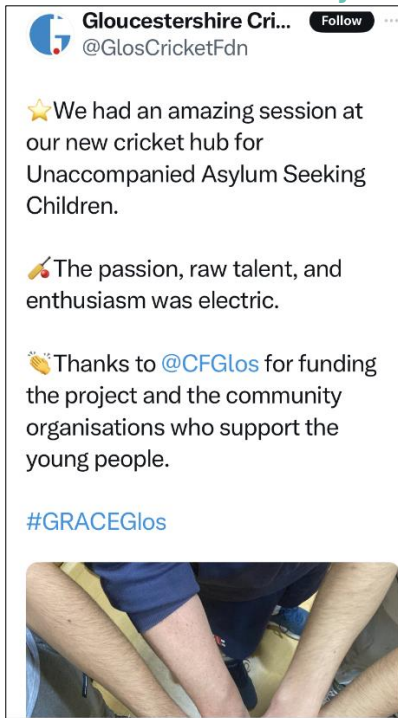 Gloucestershire Cri...
Follow
@GlosCricketFdn
⭐We had an amazing session at
our new cricket hub for
Unaccompanied Asylum Seeking
Children.
🏏The passion, raw talent, and
enthusiasm was electric.
👏Thanks to @CFGlos for funding
the project and the community
organisations who support the
young people.
#GRACEGlos